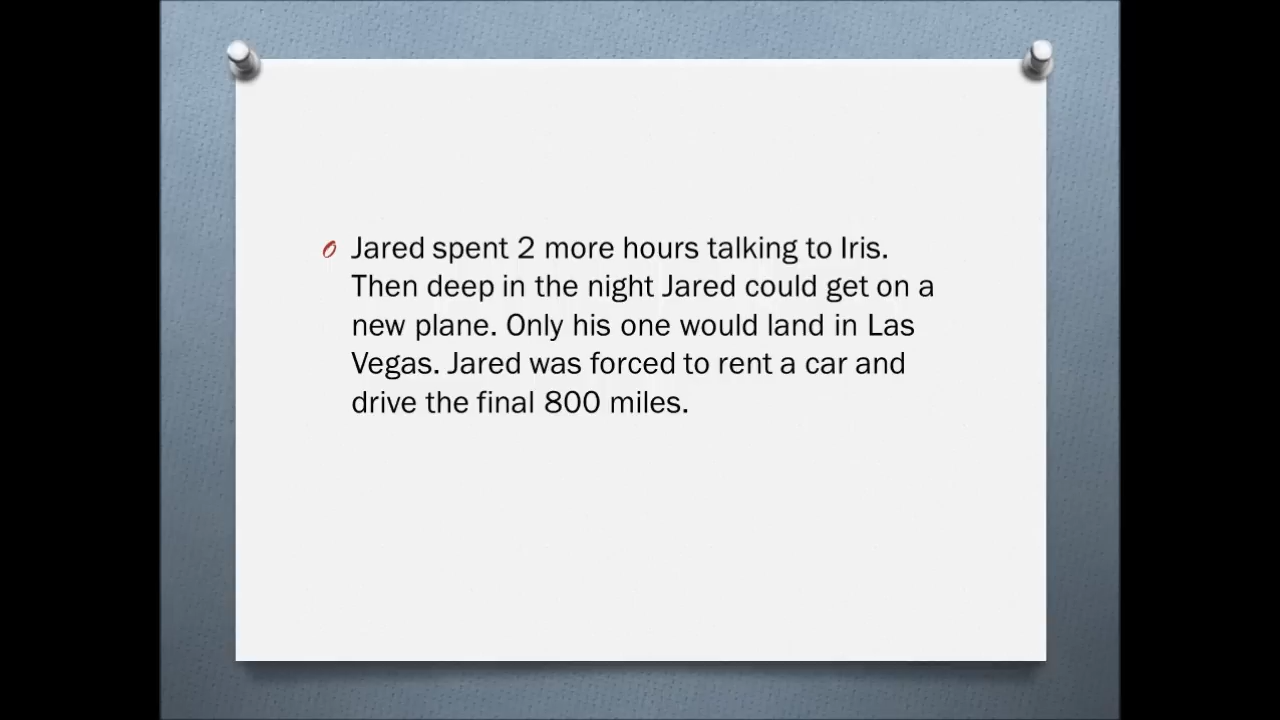 Jared spent 2 more hours talking to Iris.
Then deep in the night Jared could get on a
new plane. Only his one would land in Las
Vegas. Jared was forced to rent a car and
drive the final 800 miles.